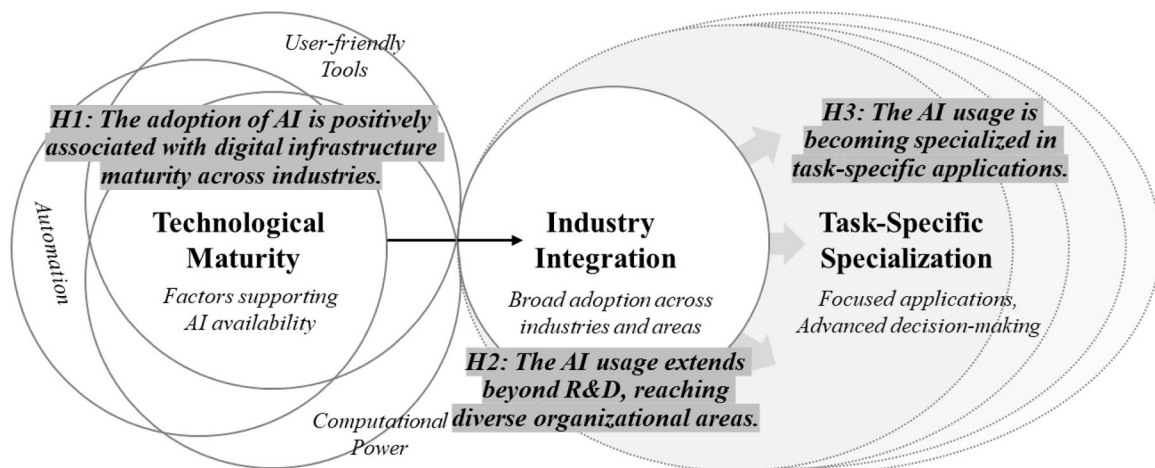 User-friendly
Tools
H1: The adoption of AI is positively
associated with digital infrastructure
maturity across industries.
Automation
Technological
Maturity
Factors supporting
AI availability
Computational
Power
Industry
Integration
Broad adoption across
industries and areas
H2: The AI usage extends
beyond R&D, reaching
diverse organizational areas.
H3: The AI usage is
becoming specialized in
task-specific applications.
Task-Specific
Specialization
Focused applications,
Advanced decision-making